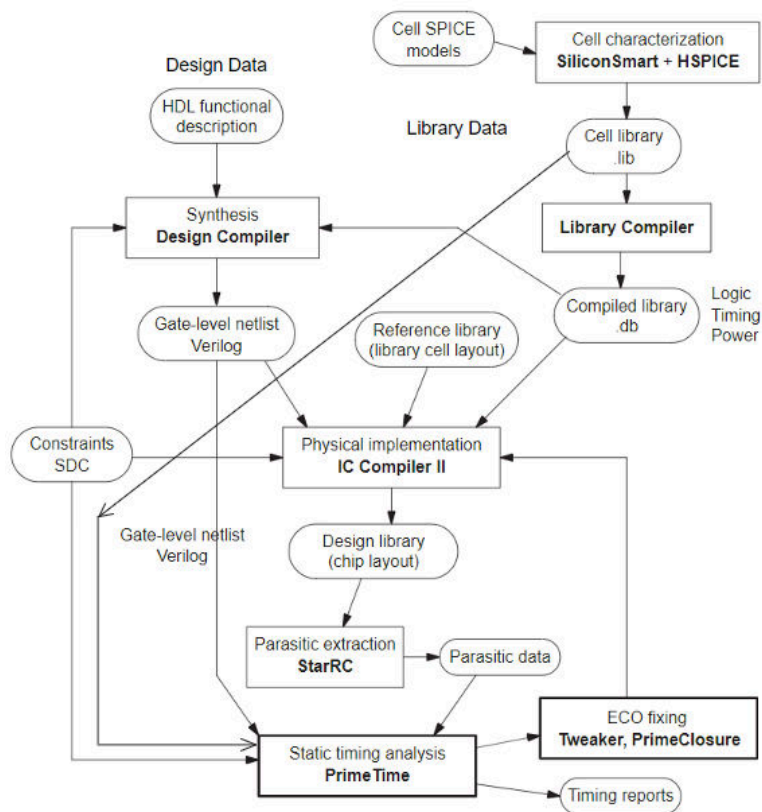 Cell SPICE
models
Cell characterization
SiliconSmart + HSPICE
Design Data
HDL functional
description
Library Data
Cell library
.lib
Synthesis
Design Compiler
Library Compiler
Gate-level netlist
Verilog
Reference library
(library cell layout)
Compiled library
.db
Logic
Timing
Power
Constraints
SDC
Physical implementation
IC Compiler II
Gate-level netlist
Verilog
Design library
(chip layout)
Parasitic extraction
StarRC
Parasitic data
ECO fixing
Tweaker, PrimeClosure
Static timing analysis
PrimeTime
Timing reports